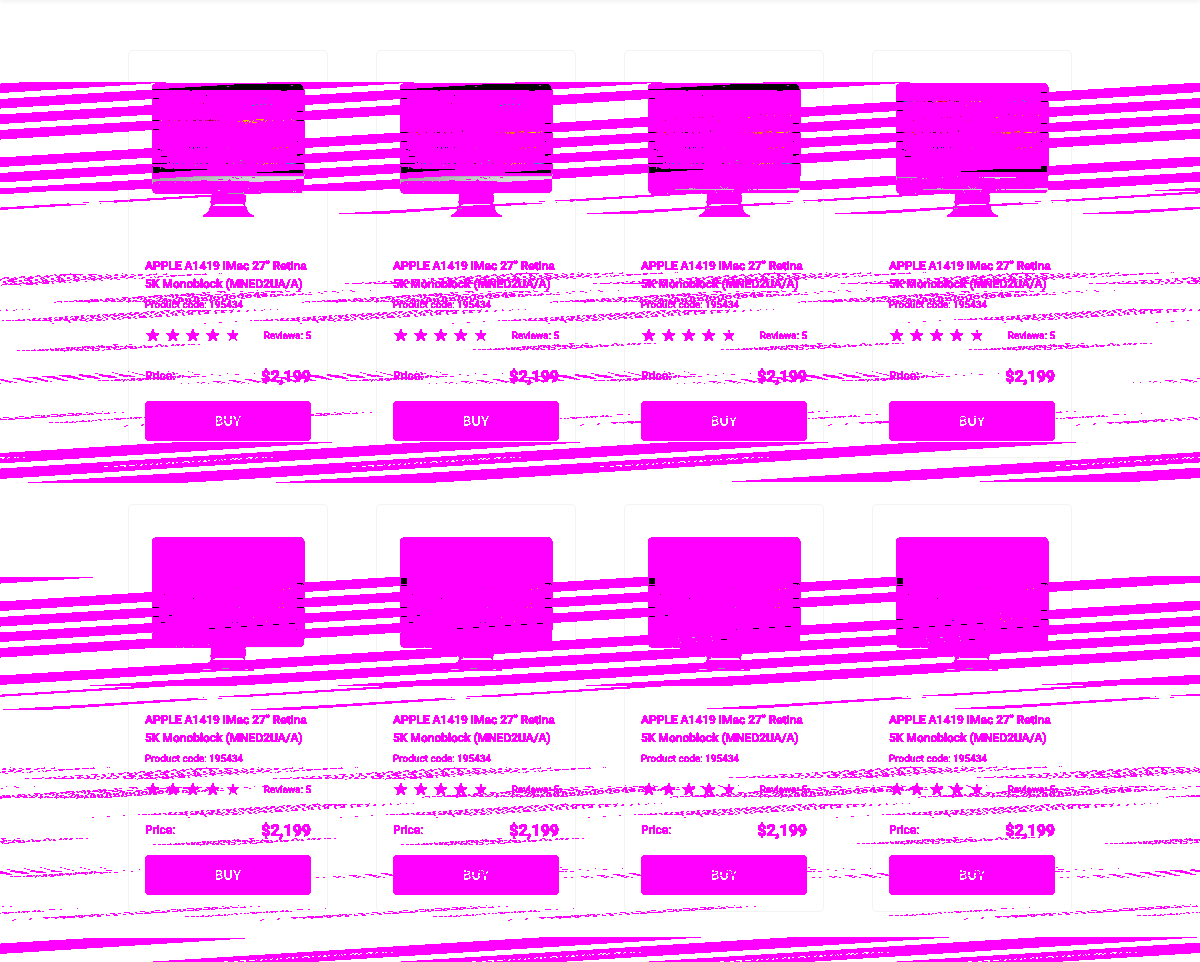 APPLE A1419 iMac 27" Retina
5K Monoblock (MNED2UA/A)
Product code: 195434
Reviews: 5
Price: $2,199
BUY
APPLE A1419 iMac 27" Retina
5K Monoblock (MNED2UA/A)
Product code: 195434
Reviews: 5
Price: $2,199
BUY
APPLE A1419 iMac 27" Retina
5K Monoblock (MNED2UA/A)
Product code: 195434
Reviews: 5
Price: $2,199
BUY
APPLE A1419 iMac 27" Retina
5K Monoblock (MNED2UA/A)
Product code: 195434
Reviews: 5
Price: $2,199
BUY
APPLE A1419 iMac 27" Retina
5K Monoblock (MNED2UA/A)
Product code: 195434
Reviews: 5
Price: $2,199
BUY
APPLE A1419 iMac 27" Retina
5K Monoblock (MNED2UA/A)
Product code: 195434
Reviews: 5
Price: $2,199
BUY
APPLE A1419 iMac 27" Retina
5K Monoblock (MNED2UA/A)
Product code: 195434
Reviews: 5
Price: $2,199
BUY
APPLE A1419 iMac 27" Retina
5K Monoblock (MNED2UA/A)
Product code: 195434
Reviews: 5
Price: $2,199
BUY